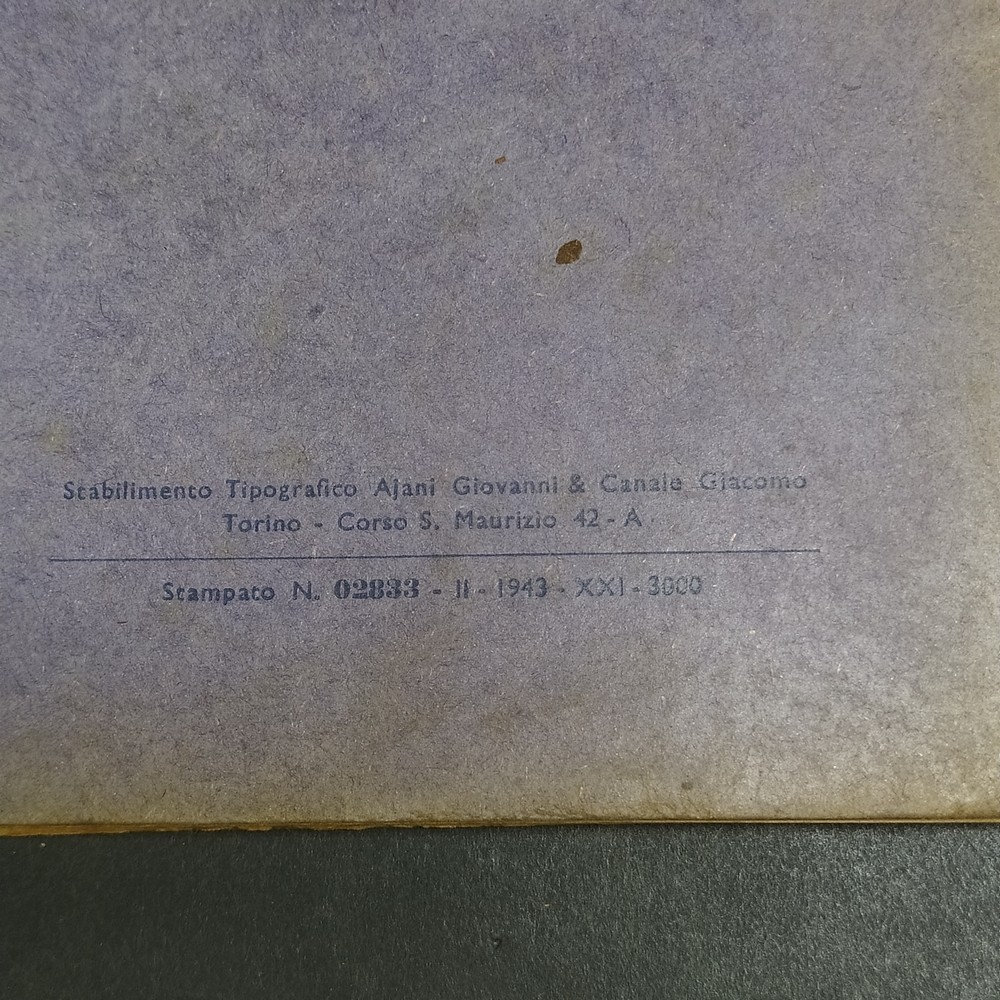 Stabilimento Tipografico Ajani Giovanni & Canale Giacomo
Torino - Corso S. Maurizio 42 - A
Stampato N. 02833 - II - 1943 - XXI - 3000